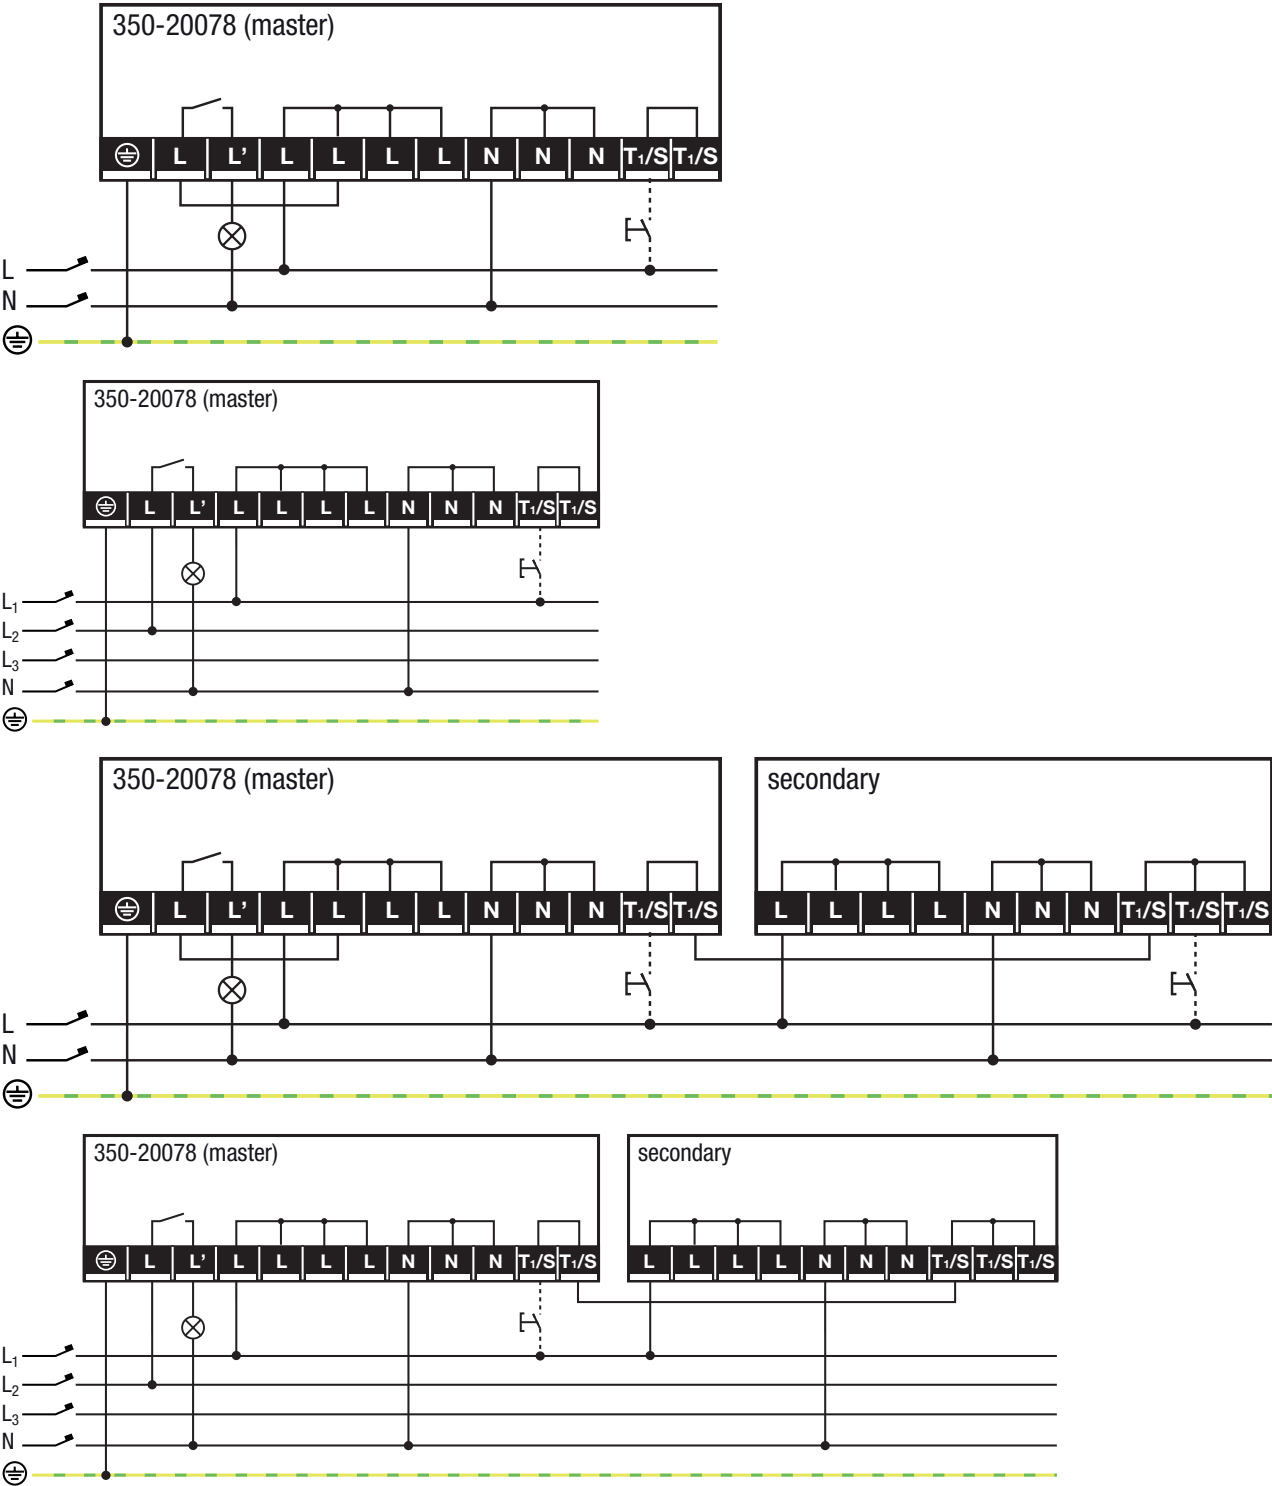 350-20078 (master)
L L’ L L L L N N N T1/S T1/S
L
N
350-20078 (master)
L L’ L L L L N N N T1/S T1/S
L1
L2
L3
N
350-20078 (master) secondary
L L’ L L L L N N N T1/S T1/S L L L L N N N T1/S T1/S T1/S
L
N
350-20078 (master) secondary
L L’ L L L L N N N T1/S T1/S L L L L N N N T1/S T1/S T1/S
L1
L2
L3
N